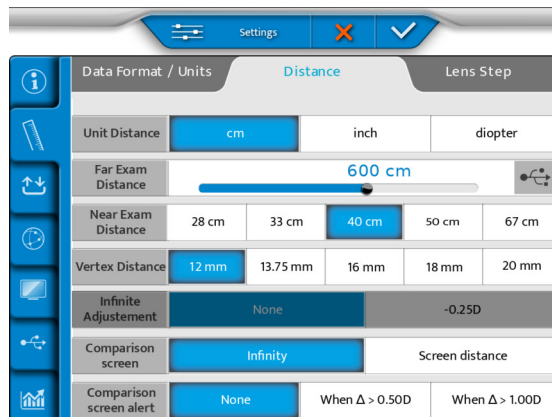 Settings
Data Format / Units Distance Lens Step
Unit Distance cm inch diopter
Far Exam Distance 600 cm
Near Exam Distance 28 cm 33 cm 40 cm 50 cm 67 cm
Vertex Distance 12 mm 13.75 mm 16 mm 18 mm 20 mm
Infinite Adjustement None -0.25D
Comparison screen Infinity Screen distance
Comparison screen alert None When Δ > 0.50D When Δ > 1.00D